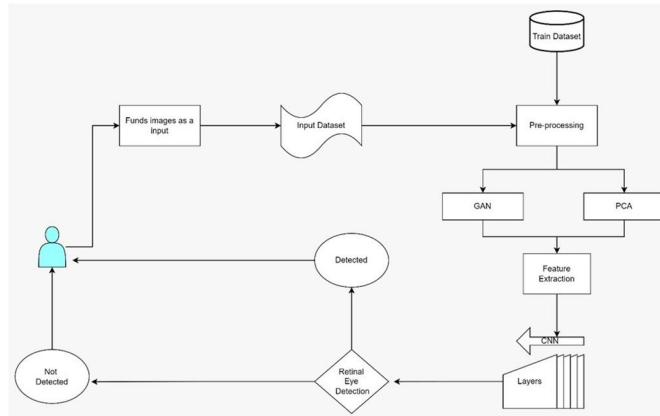 Train Dataset
Funds images as a
input
Input Dataset
Pre-processing
GAN
PCA
Feature
Extraction
Detected
CNN
Layers
Retinal
Eye
Detection
Not
Detected